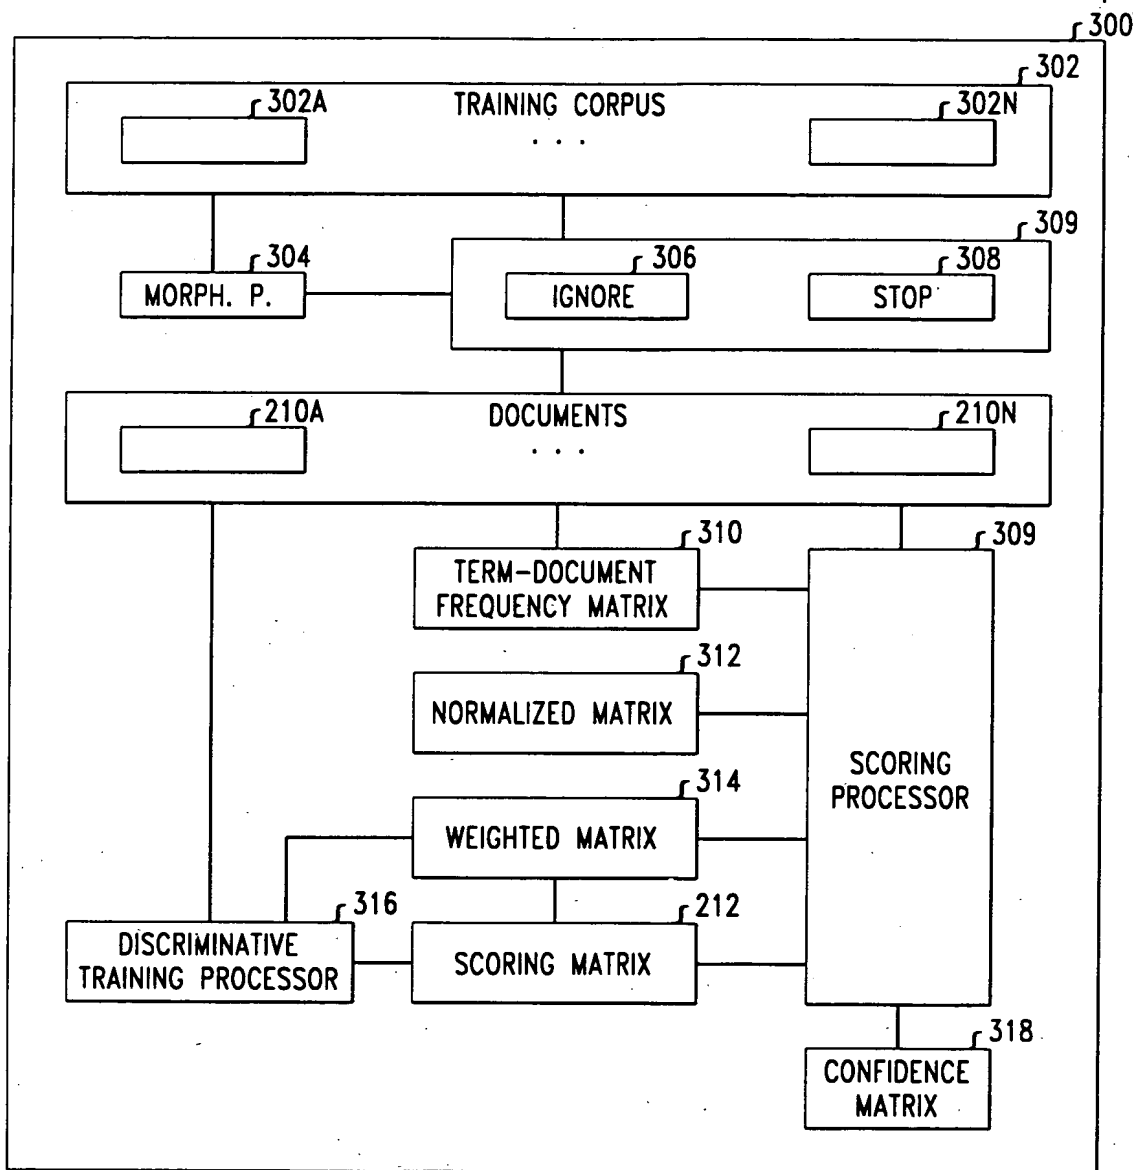 300
302
302A TRAINING CORPUS 302N
. . .
309
304 306 308
MORPH. P. IGNORE STOP
210A DOCUMENTS 210N
. . .
310 309
TERM-DOCUMENT
FREQUENCY MATRIX
312
NORMALIZED MATRIX
SCORING
PROCESSOR
314
WEIGHTED MATRIX
316 212
DISCRIMINATIVE
TRAINING PROCESSOR
SCORING MATRIX
318
CONFIDENCE
MATRIX